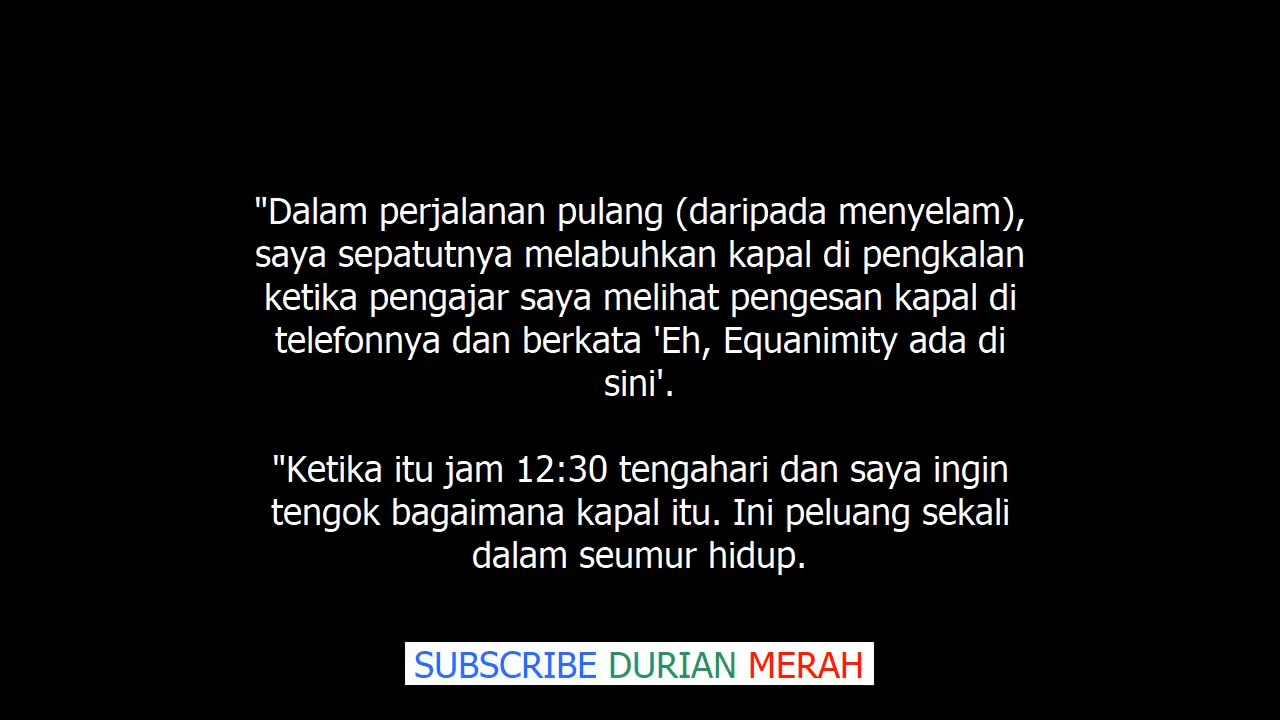 "Dalam perjalanan pulang (daripada menyelam),
saya sepatutnya melabuhkan kapal di pengkalan
ketika pengajar saya melihat pengesan kapal di
telefonnya dan berkata 'Eh, Equanimity ada di
sini'.
"Ketika itu jam 12:30 tengahari dan saya ingin
tengok bagaimana kapal itu. Ini peluang sekali
dalam seumur hidup.
SUBSCRIBE DURIAN MERAH